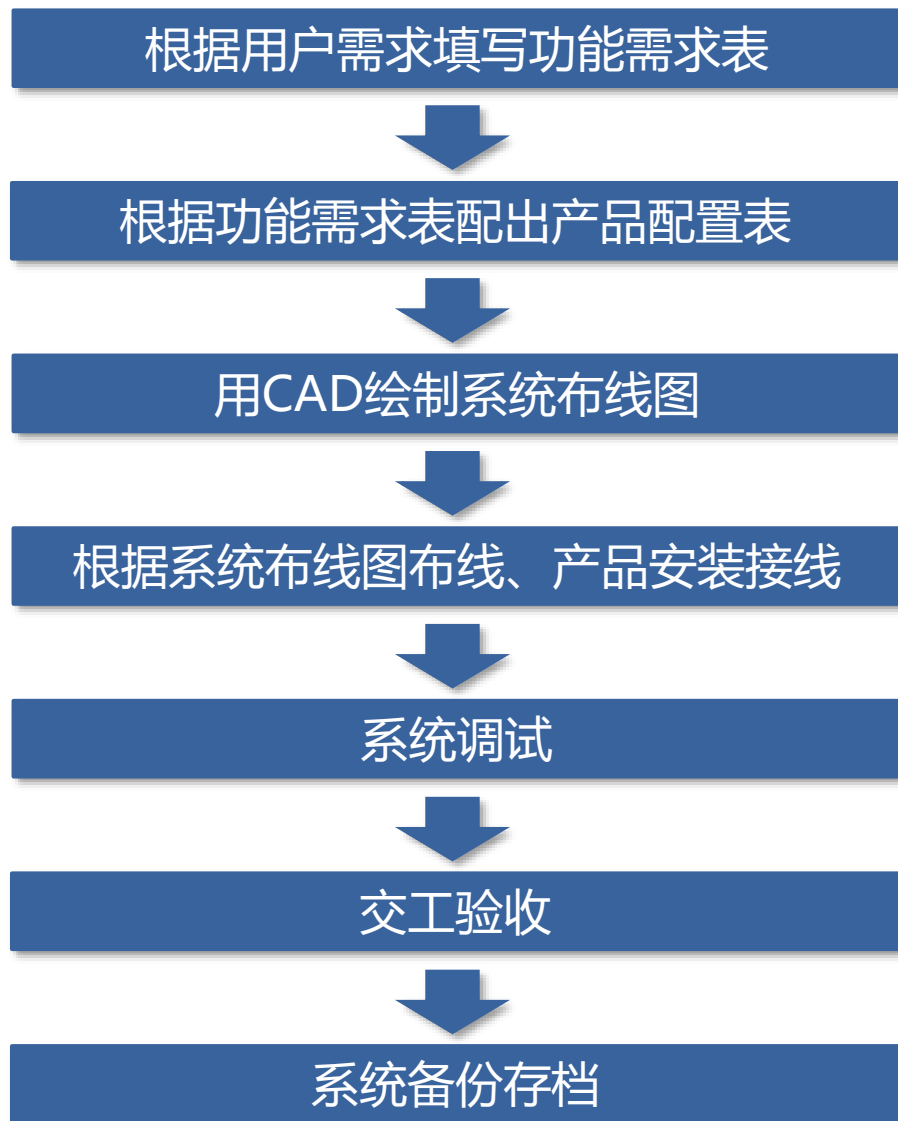 根据用户需求填写功能需求表
根据功能需求表配出产品配置表
用CAD绘制系统布线图
根据系统布线图布线、产品安装接线
系统调试
交工验收
系统备份存档